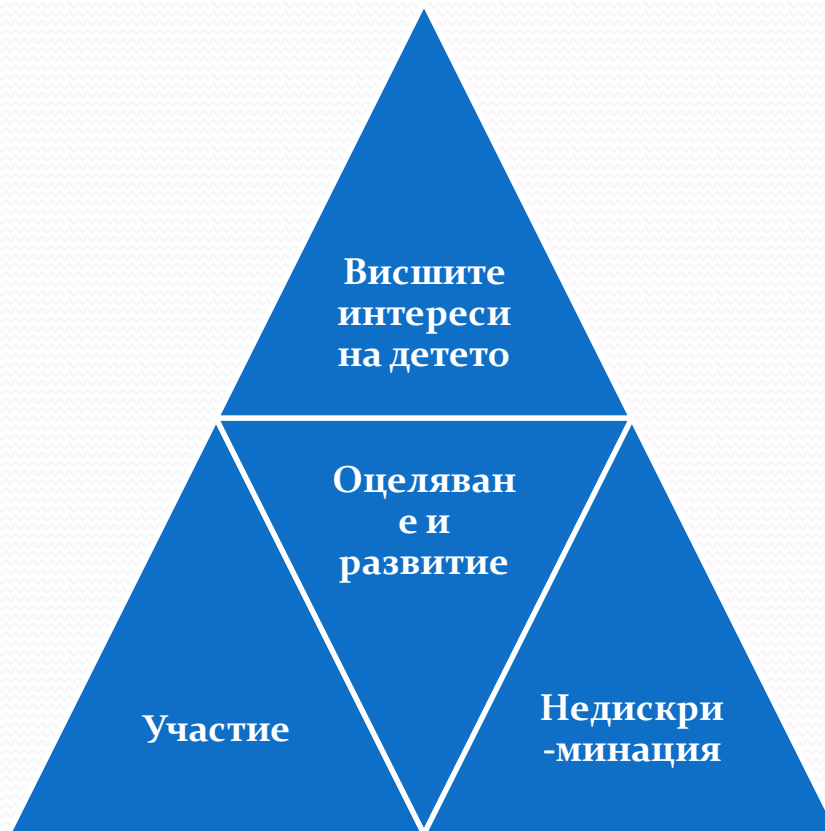 Висшите
интереси
на детето
Оцеляван
е и
развитие
Участие
Недискри
-минация